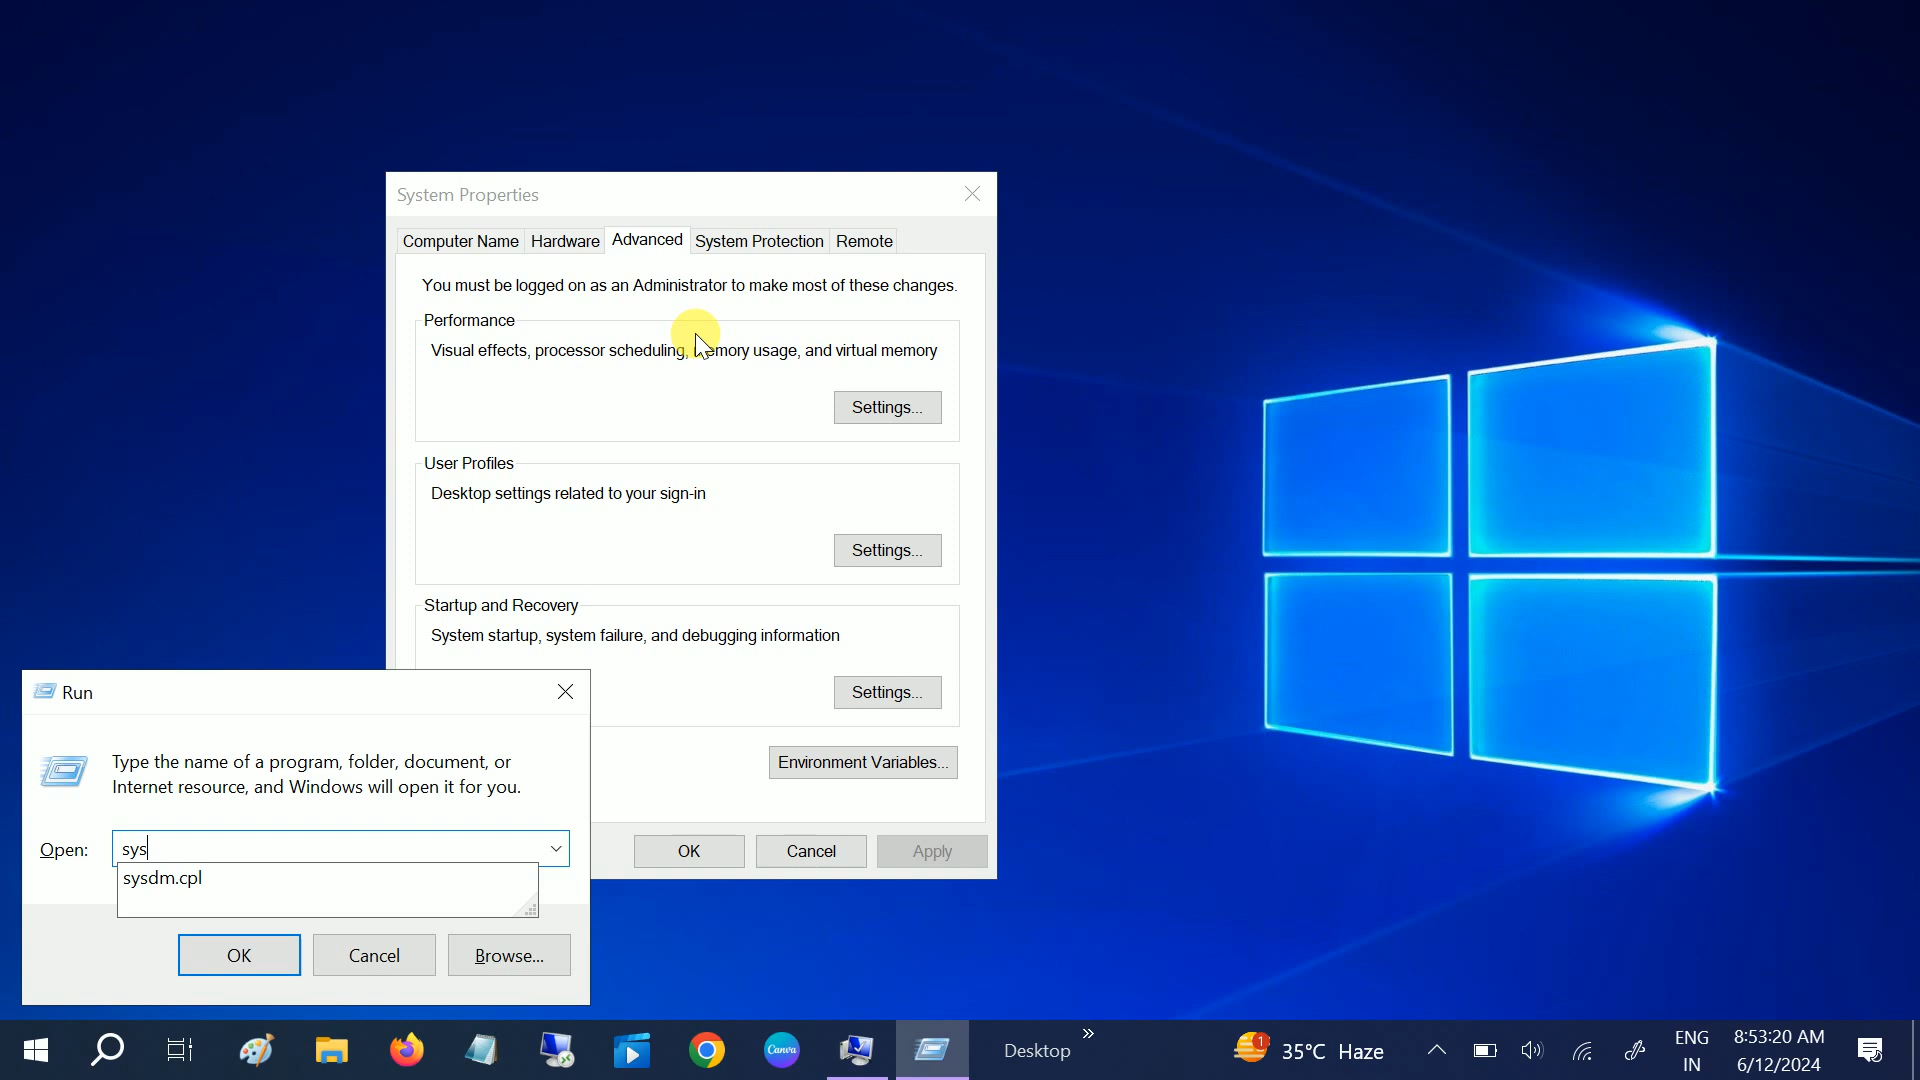 System Properties
Computer Name Hardware Advanced System Protection Remote
You must be logged on as an Administrator to make most of these changes.
Performance
Visual effects, processor scheduling, memory usage, and virtual memory
Settings...
User Profiles
Desktop settings related to your sign-in
Settings...
Startup and Recovery
System startup, system failure, and debugging information
Settings...
Environment Variables...
OK Cancel Apply
Run
Type the name of a program, folder, document, or
Internet resource, and Windows will open it for you.
Open: sys
sysdm.cpl
OK Cancel Browse...
Canva
Desktop
1
35°C Haze
ENG
IN
8:53:20 AM
6/12/2024